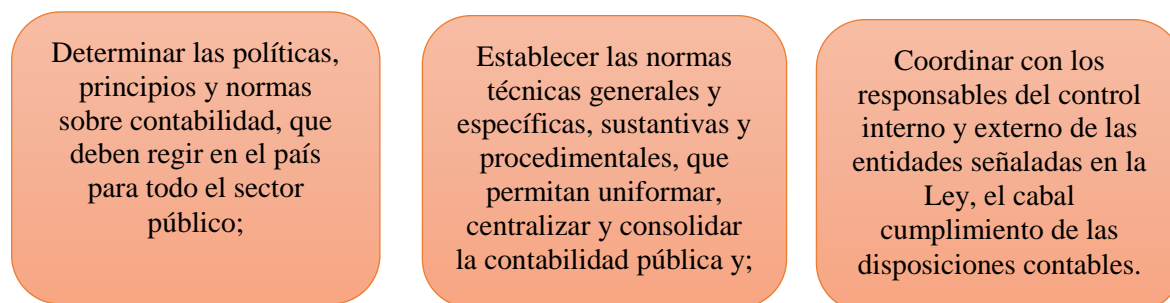 Determinar las políticas,
principios y normas
sobre contabilidad, que
deben regir en el país
para todo el sector
público;
Establecer las normas
técnicas generales y
específicas, sustantivas y
procedimentales, que
permitan uniformar,
centralizar y consolidar
la contabilidad pública y;
Coordinar con los
responsables del control
interno y externo de las
entidades señaladas en la
Ley, el cabal
cumplimiento de las
disposiciones contables.